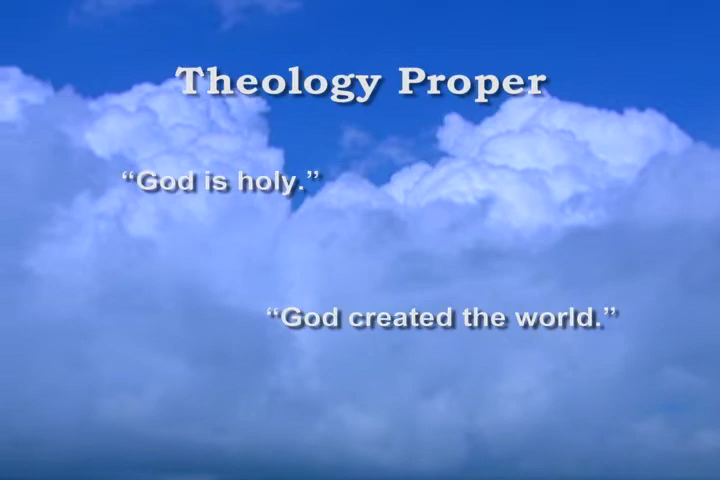 Theology Proper
“God is holy.”
“God created the world.”